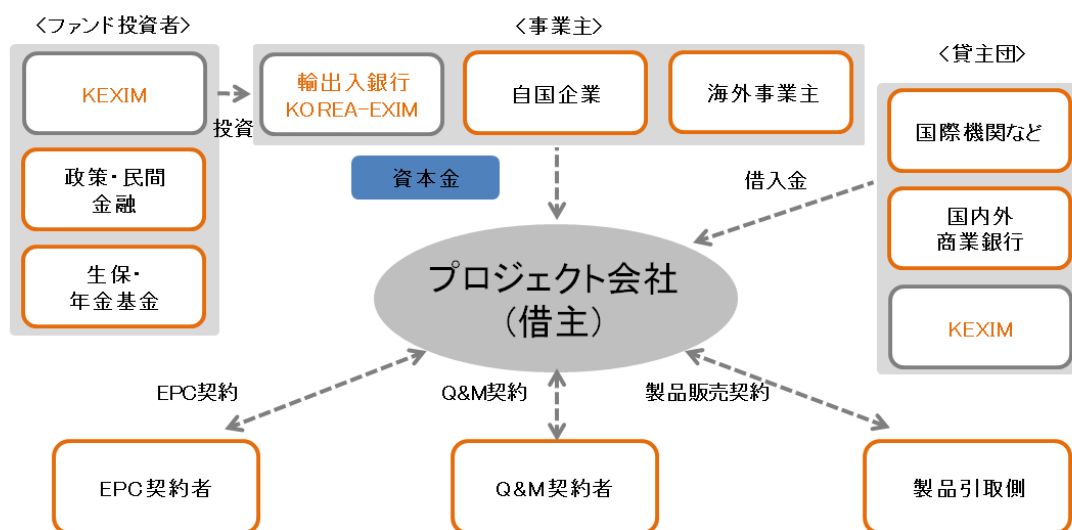 〈ファンド投資者〉
KEXIM
政策・民間
金融
生保・
年金基金
投資
〈事業主〉
輸出入銀行
KOREA-EXIM
自国企業
海外事業主
〈貸主団〉
国際機関など
国内外
商業銀行
KEXIM
資本金
借入金
プロジェクト会社
(借主)
EPC契約
Q&M契約
製品販売契約
EPC契約者
Q&M契約者
製品引取側